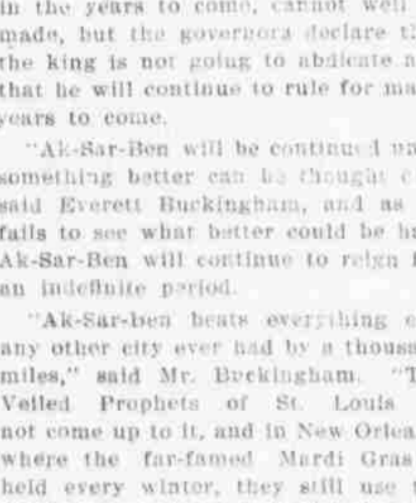 in the years to come, cannot well
made, but the governors declare
the king is not going to abdicate
that he will continue to rule for
years to come.
"Ak-Sar-Ben will be continued
something better can be thought
said Everett Buckingham, and as
fails to see what better could be
Ak-Sar-Ben will continue to reign
an indefinite period.
"Ak-Sar-ben beats everything
any other city ever had by a
miles," said Mr. Buckingham.
Veiled Prophets of St. Louis
not come up to it, and in New
where the far-famed Mardi Gras
held every winter, they still use